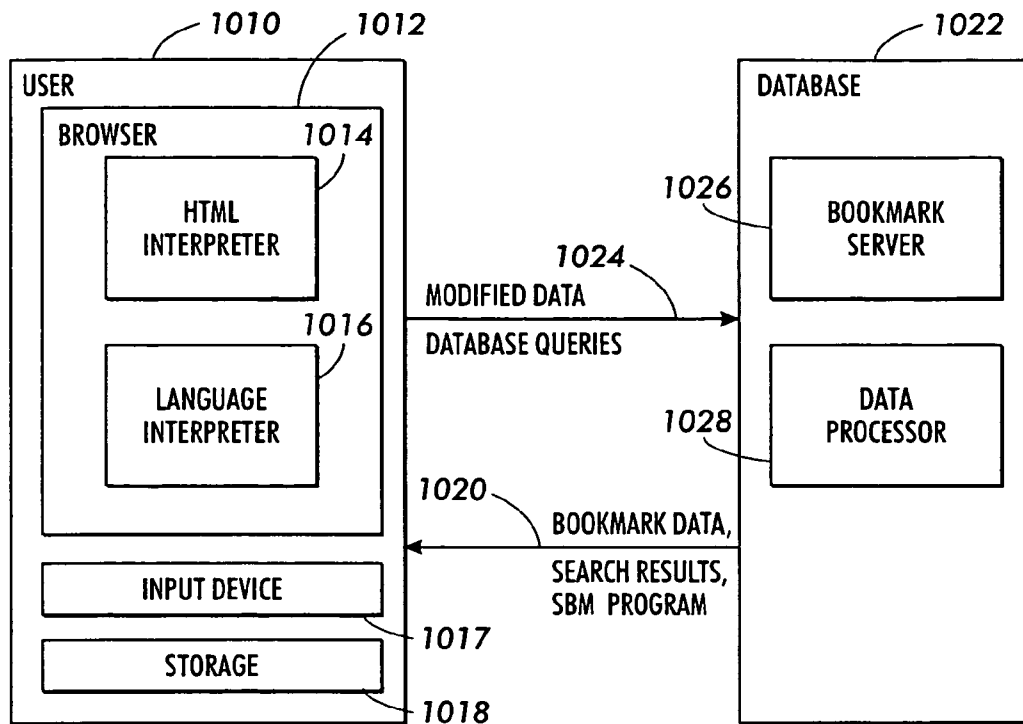 1010
1012
1022
USER
DATABASE
BROWSER
1014
HTML
INTERPRETER
1026
BOOKMARK
SERVER
1024
MODIFIED DATA
DATABASE QUERIES
1016
LANGUAGE
INTERPRETER
1028
DATA
PROCESSOR
1020
BOOKMARK DATA,
SEARCH RESULTS,
SBM PROGRAM
INPUT DEVICE
1017
STORAGE
1018